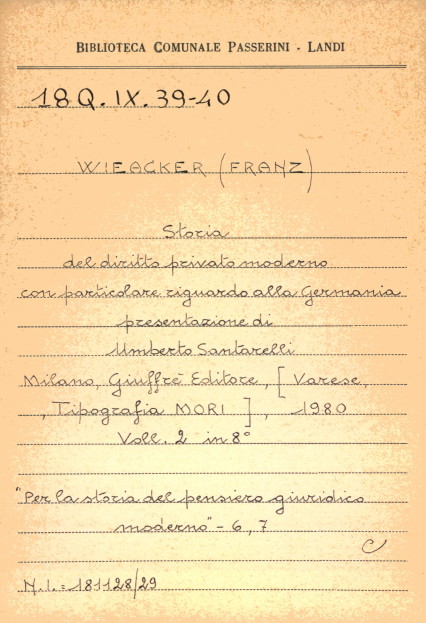 BIBLIOTECA COMUNALE PASSERINI - LANDI
18 Q. IX. 39-40
WIEACKER (FRANZ)
Storia
del diritto privato moderno
con particolare riguardo alla Germania
presentazione di
Umberto Santarelli
Milano, Giuffrè Editore, [Varese,
, Tipografia MORI], 1980
Voll. 2 in 8°
"Per la storia del pensiero giuridico
moderno" - 6, 7
C
N.I.=181128/29